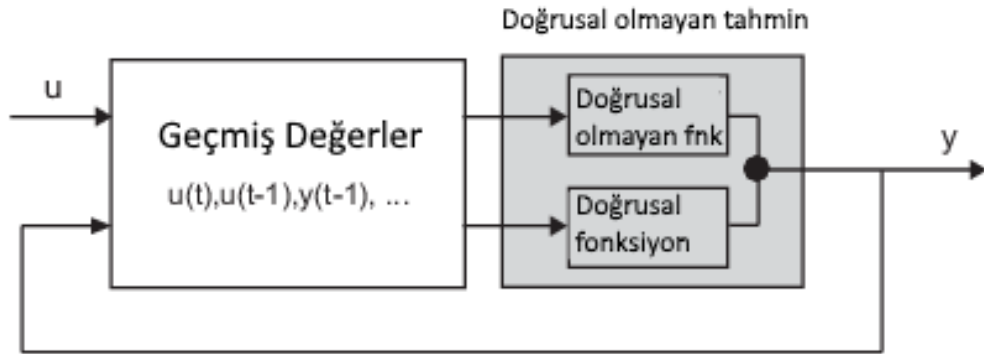 Doğrusal olmayan tahmin
u
Geçmiş Değerler
u(t),u(t-1),y(t-1), ...
Doğrusal
olmayan fnk
Doğrusal
fonksiyon
y